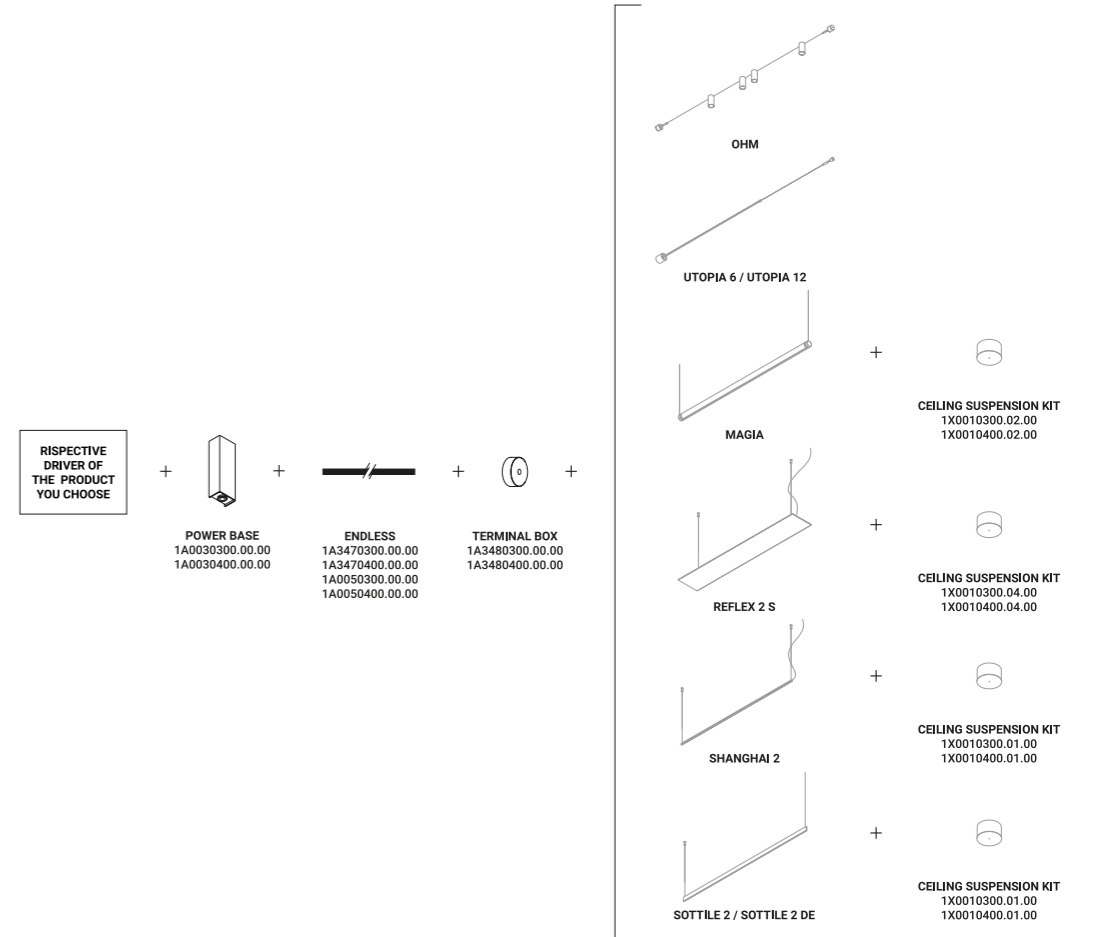 RISPECTIVE
DRIVER OF
THE PRODUCT
YOU CHOOSE
+
POWER BASE
1A0030300.00.00
1A0030400.00.00
+
ENDLESS
1A3470300.00.00
1A3470400.00.00
1A0050300.00.00
1A0050400.00.00
+
TERMINAL BOX
1A3480300.00.00
1A3480400.00.00
+
OHM
UTOPIA 6 / UTOPIA 12
MAGIA
+
CEILING SUSPENSION KIT
1X0010300.02.00
1X0010400.02.00
REFLEX 2 S
+
CEILING SUSPENSION KIT
1X0010300.04.00
1X0010400.04.00
SHANGHAI 2
+
CEILING SUSPENSION KIT
1X0010300.01.00
1X0010400.01.00
SOTTILE 2 / SOTTILE 2 DE
+
CEILING SUSPENSION KIT
1X0010300.01.00
1X0010400.01.00